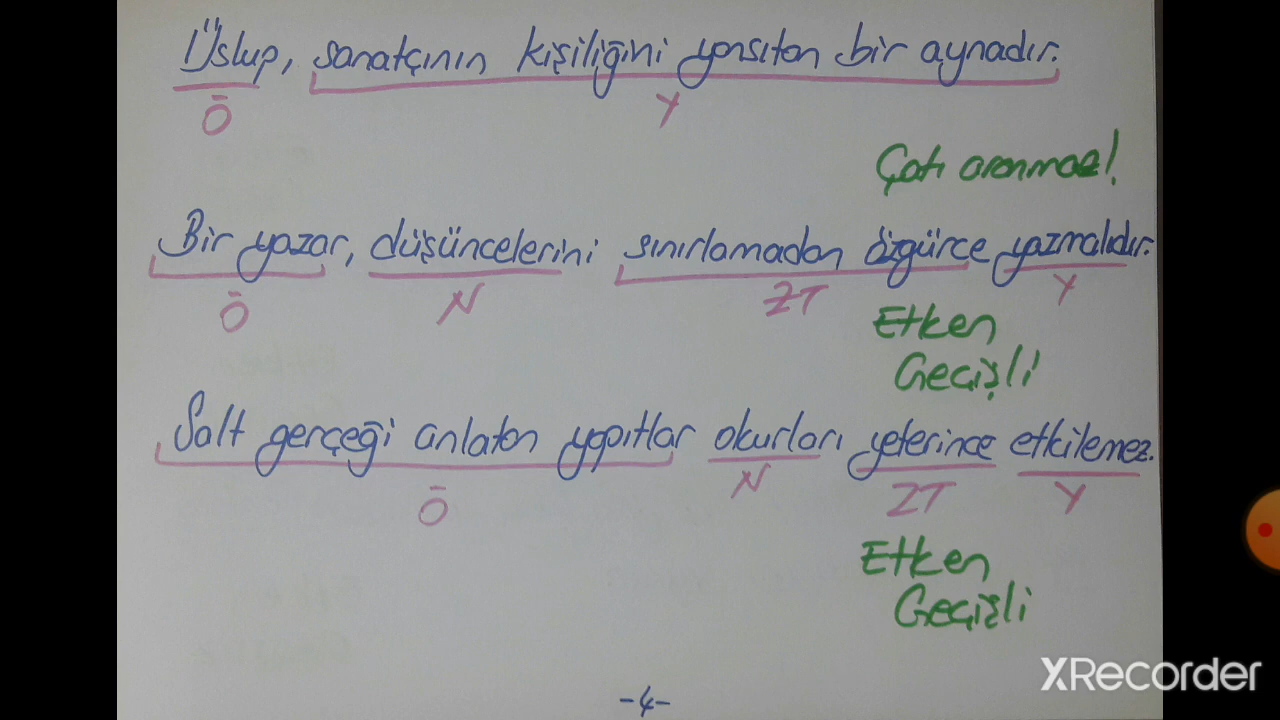 Üslup, sanatçının kişiliğini yansıtan bir aynadır.
Ö Y
Çatı aranmaz!
Bir yazar, düşüncelerini sınırlamadan özgürce yazmalıdır.
Ö N ZT Y
Etken
Geçişli
Salt gerçeği anlatan yapıtlar okurları yeterince etkilemez.
Ö N ZT Y
Etken
Geçişli
-4-
XRecorder